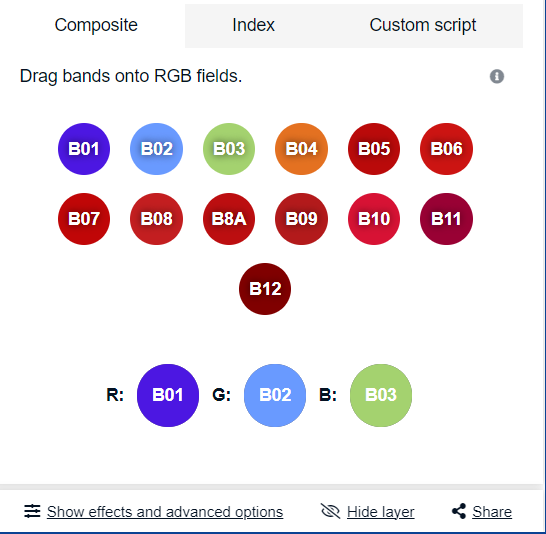 Composite Index Custom script
Drag bands onto RGB fields.
B01 B02 B03 B04 B05 B06
B07 B08 B8A B09 B10 B11
B12
R: B01 G: B02 B: B03
Show effects and advanced options Hide layer Share